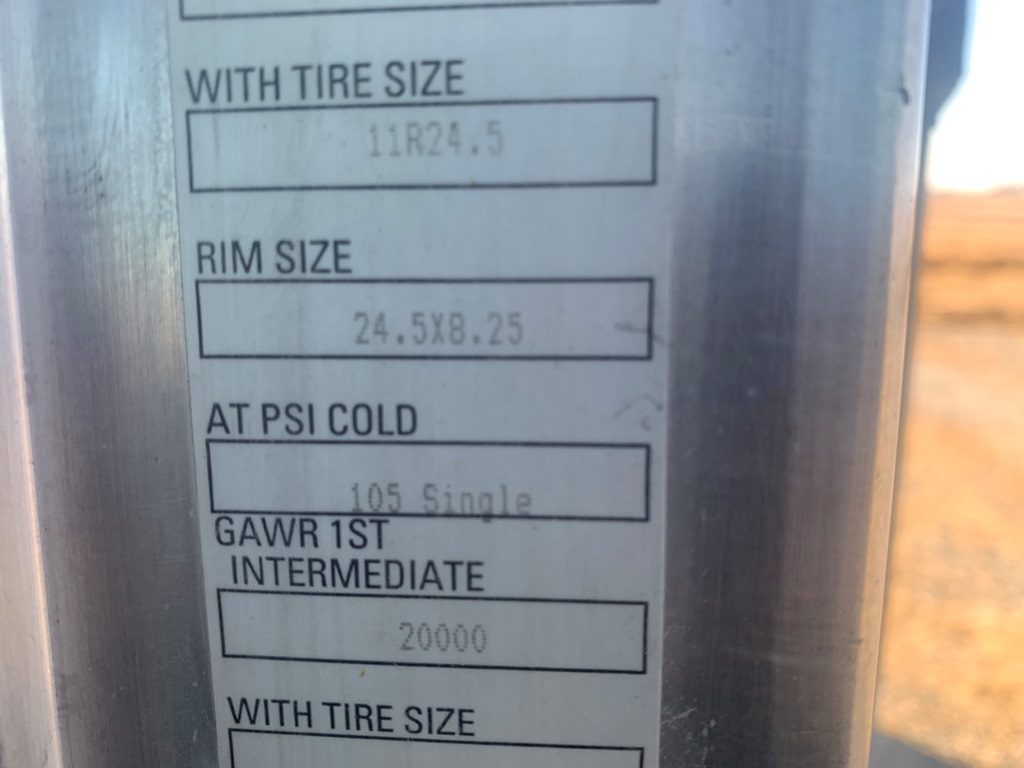 WITH TIRE SIZE
11R24.5
RIM SIZE
24.5X8.25
AT PSI COLD
105 Single
GAWR 1ST
INTERMEDIATE
20000
WITH TIRE SIZE